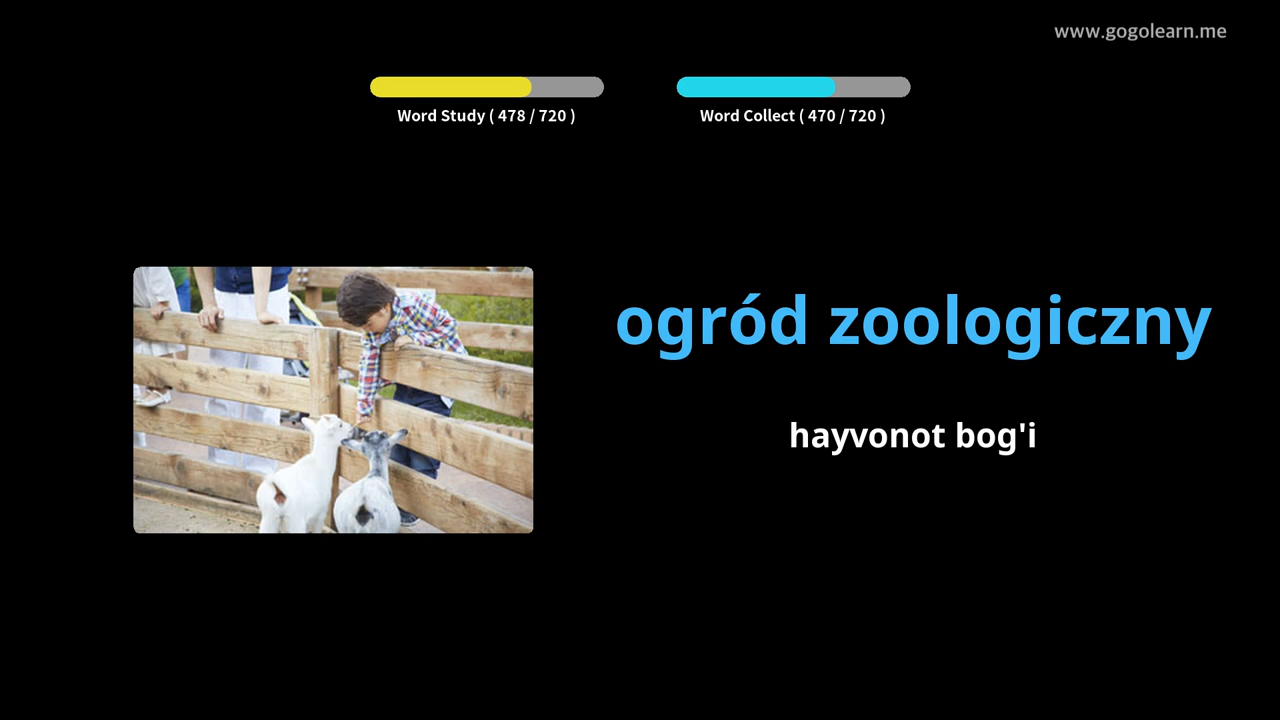 www.gogolearn.me
Word Study ( 478 / 720 )
Word Collect ( 470 / 720 )
ogród zoologiczny
hayvonot bog'i